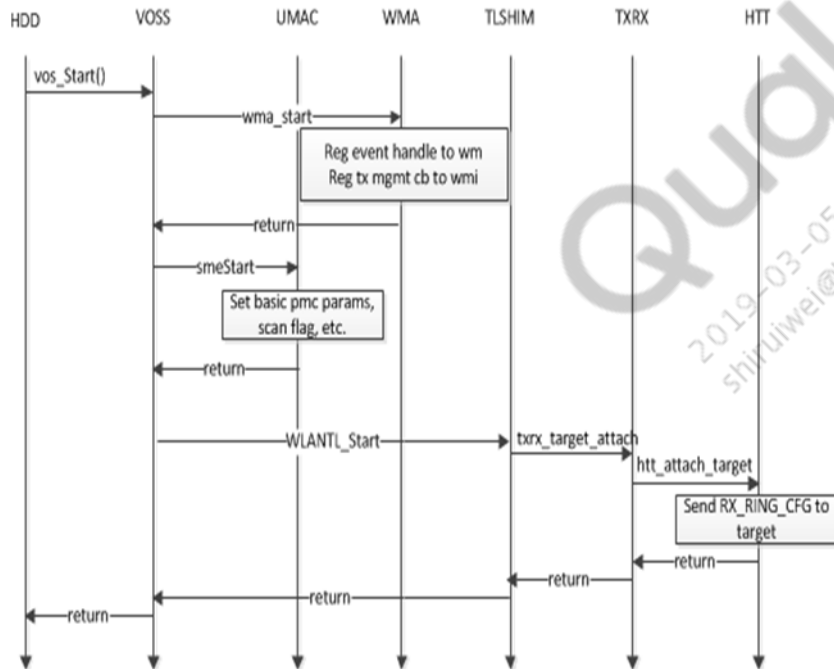 HDD VOSS UMAC WMA TLSHIM TXRX HTT
vos_Start()
wma_start
Reg event handle to wm
Reg tx mgmt cb to wmi
return
smeStart
Set basic pmc params,
scan flag, etc.
return
WLANTL_Start
txrx_target_attach
htt_attach_target
Send RX_RING_CFG to
target
return
return
return
return
Qual
2019-03-05
shiruiwei@